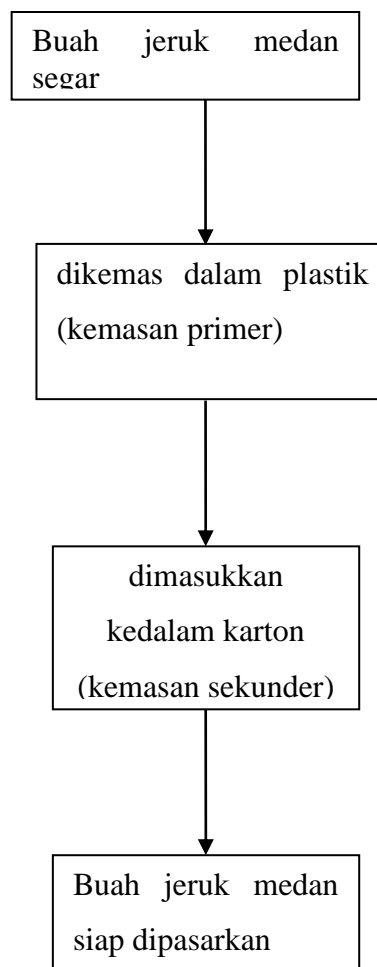 Buah jeruk medan
segar
dikemas dalam plastik
(kemasan primer)
dimasukkan
kedalam karton
(kemasan sekunder)
Buah jeruk medan
siap dipasarkan